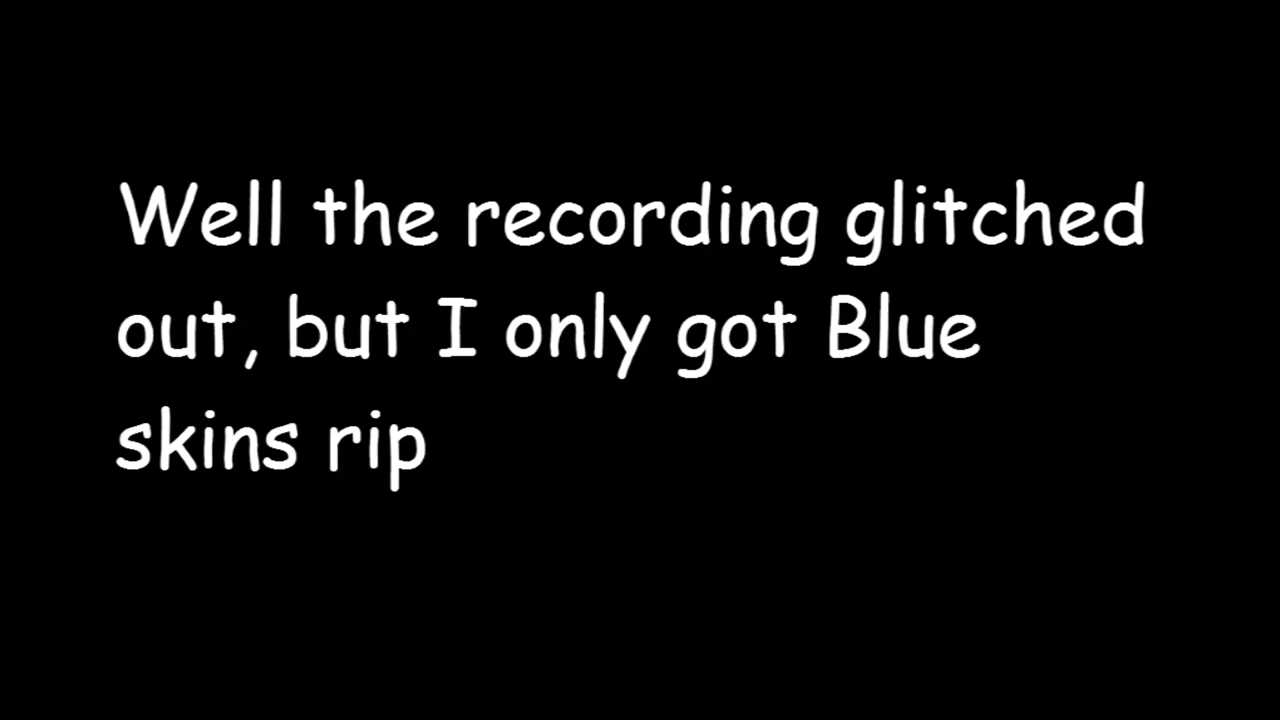 Well the recording glitched
out, but I only got Blue
skins rip